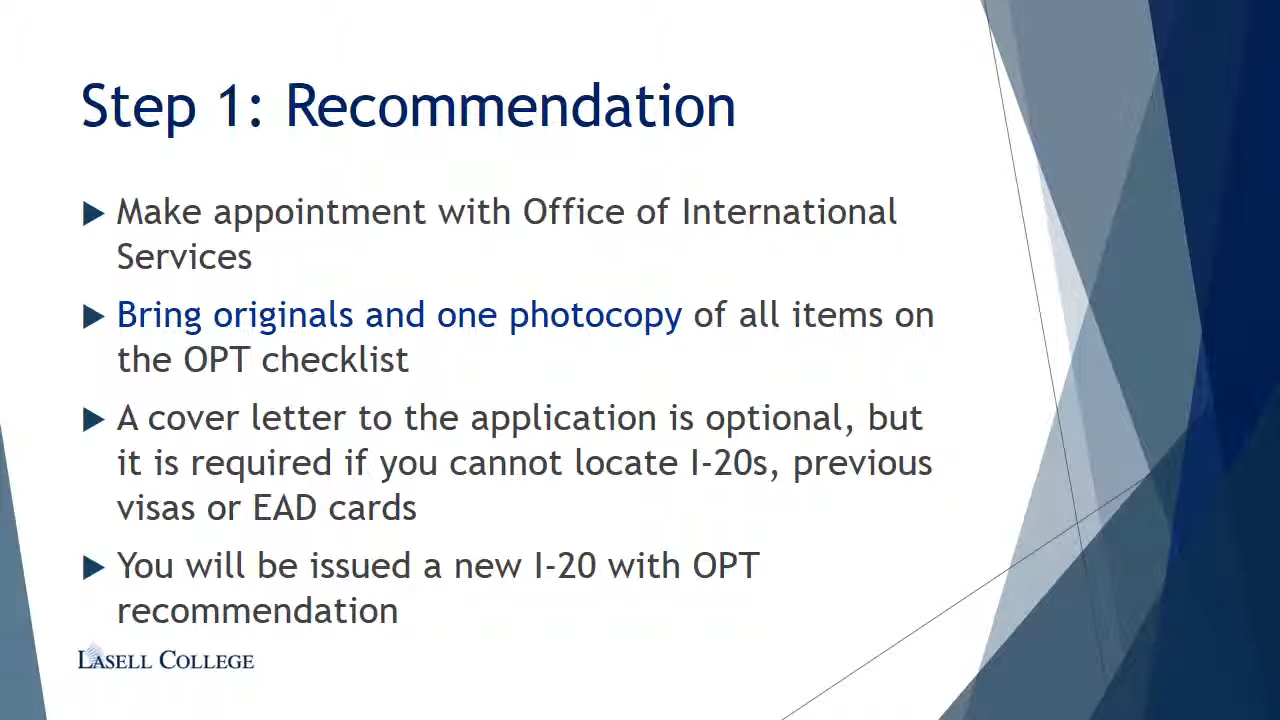 Step 1: Recommendation
Make appointment with Office of International
Services
Bring originals and one photocopy of all items on
the OPT checklist
A cover letter to the application is optional, but
it is required if you cannot locate I-20s, previous
visas or EAD cards
You will be issued a new I-20 with OPT
recommendation
LASELL COLLEGE